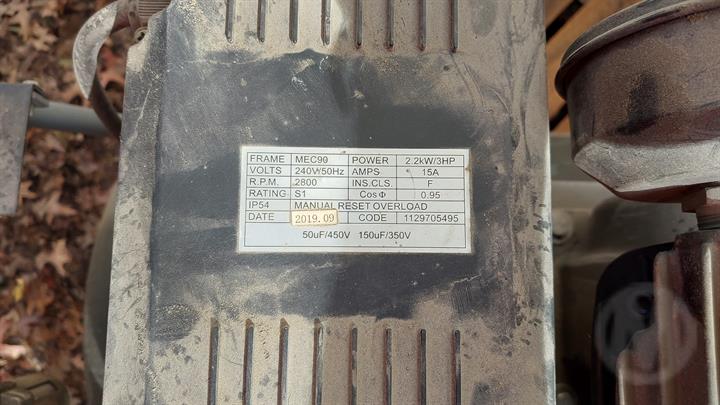 FRAME MEC90 POWER 2.2kW/3HP
VOLTS 240V/50Hz AMPS 15A
R.P.M. 2800 INS.CLS. F
RATING S1 Cos Φ 0.95
IP54 MANUAL RESET OVERLOAD
DATE 2019.09 CODE 1129705495
50uF/450V 150uF/350V